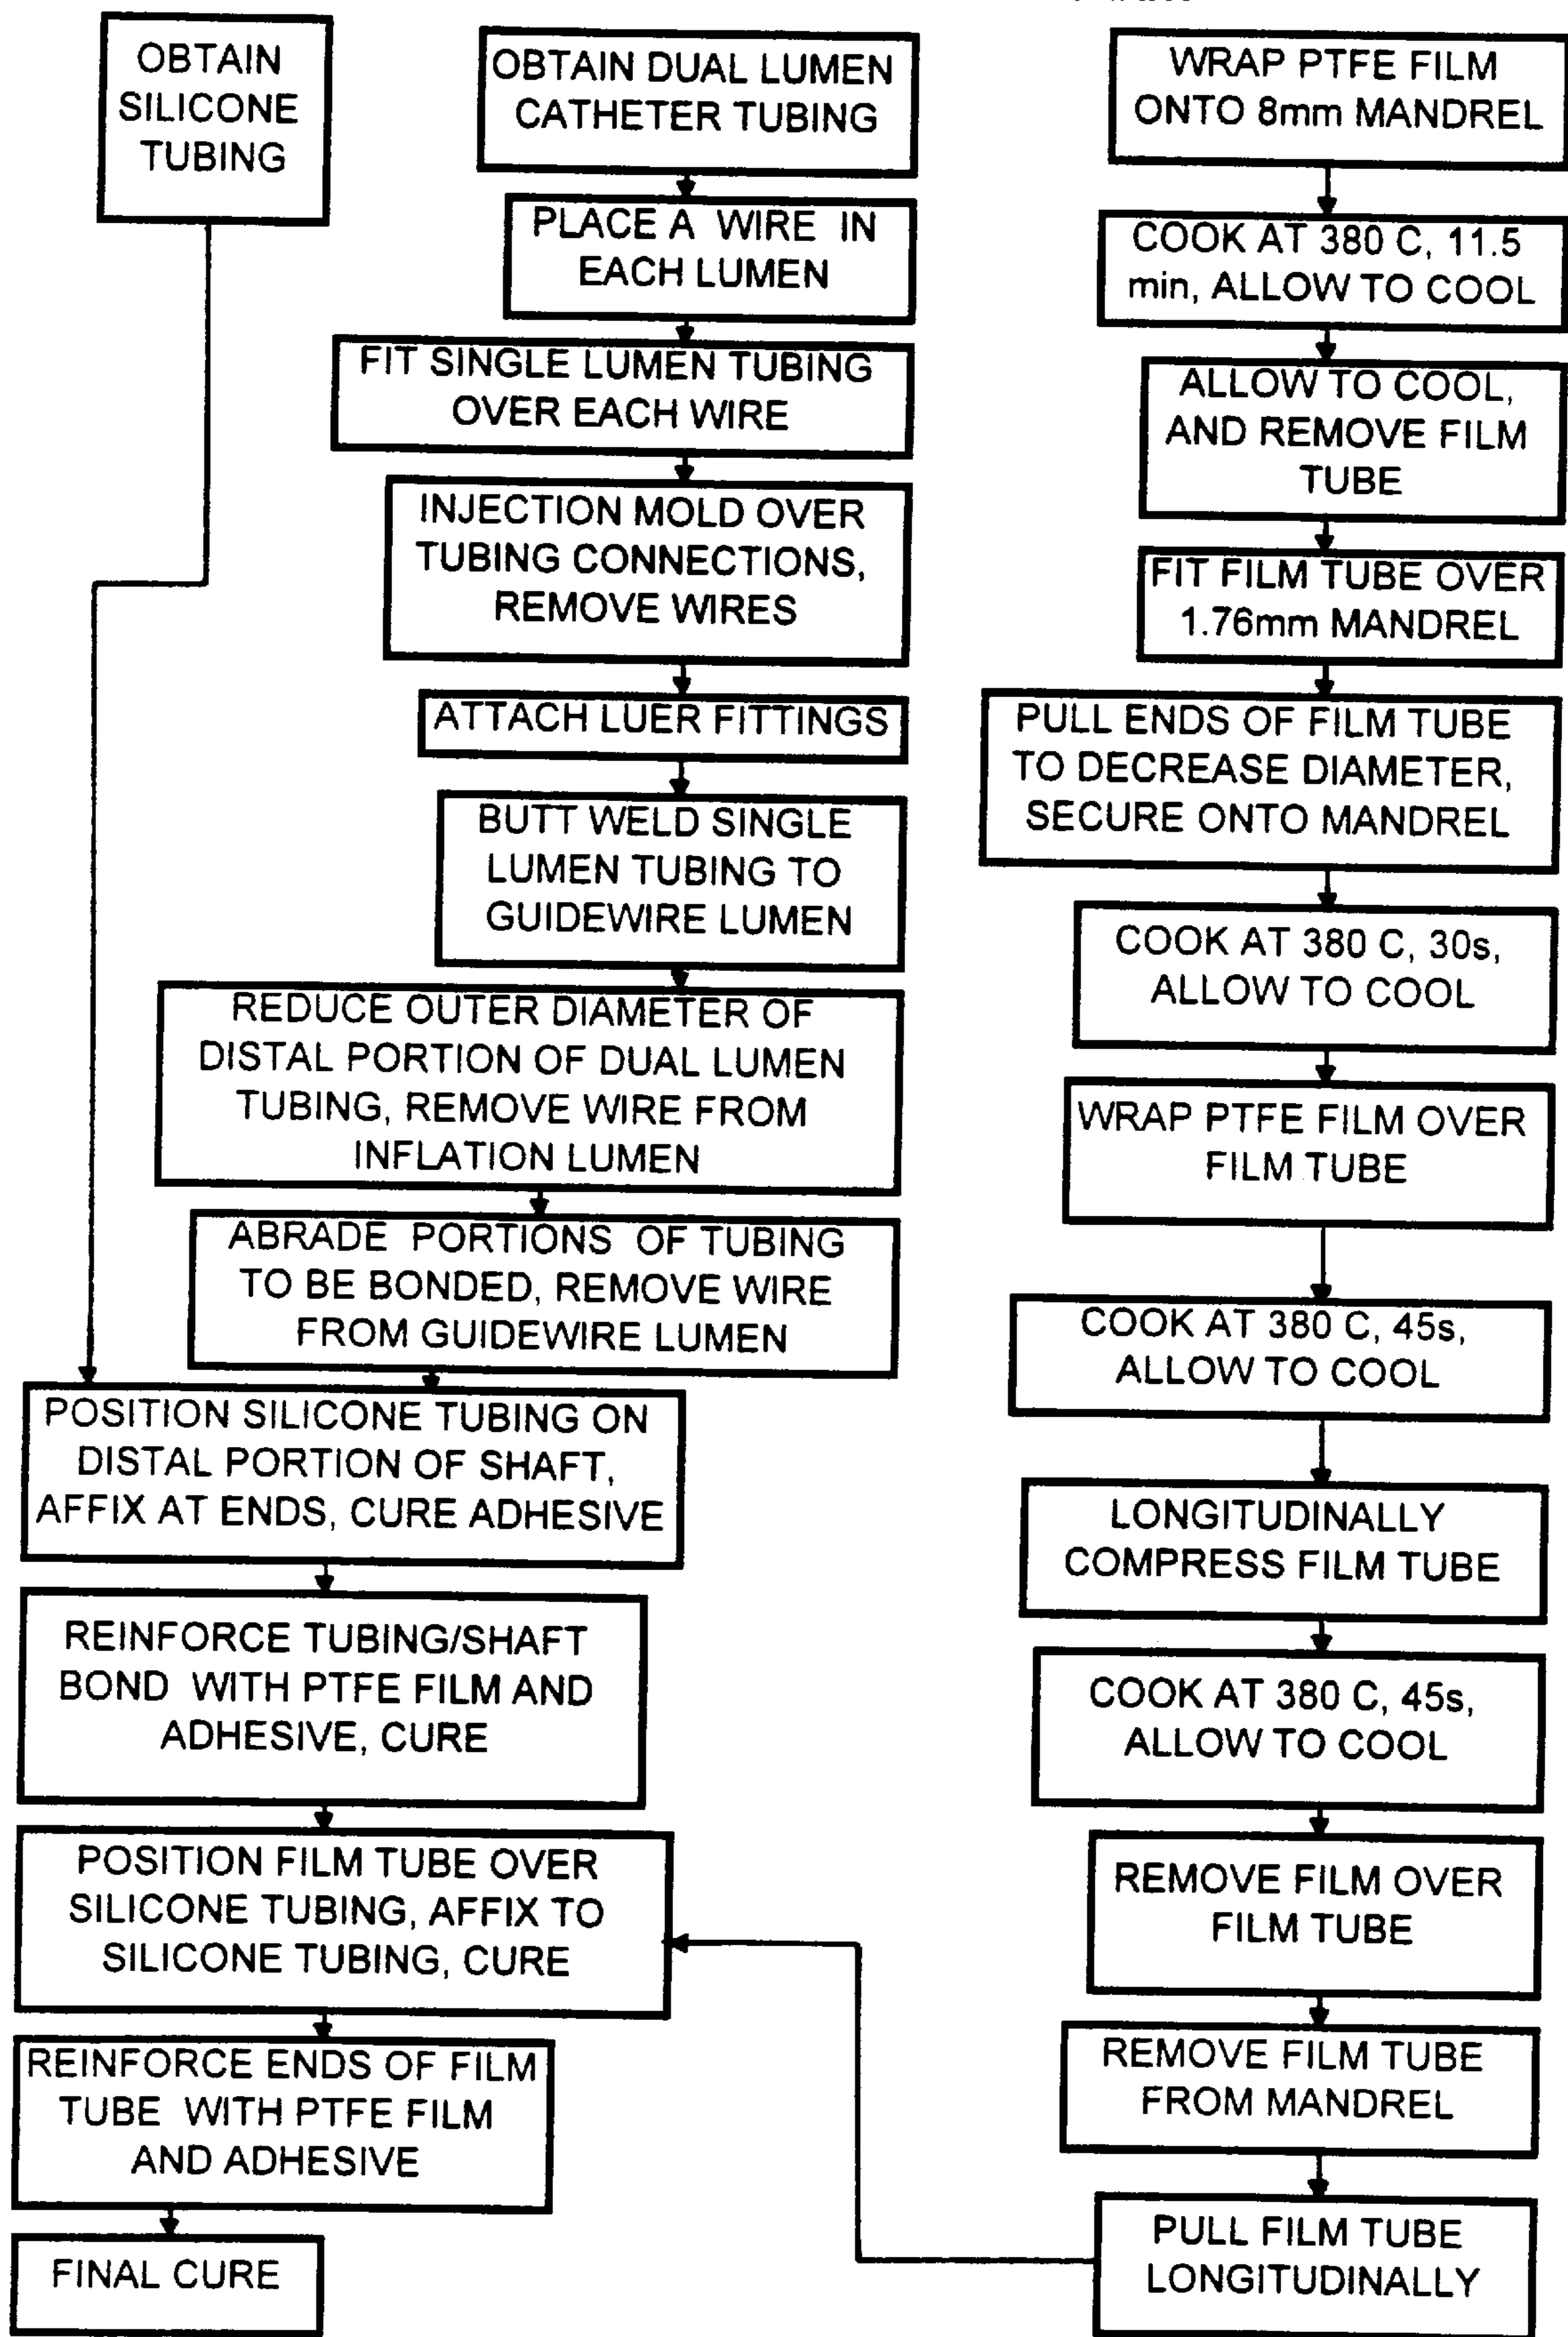 OBTAIN
SILICONE
TUBING
OBTAIN DUAL LUMEN
CATHETER TUBING
PLACE A WIRE IN
EACH LUMEN
FIT SINGLE LUMEN TUBING
OVER EACH WIRE
INJECTION MOLD OVER
TUBING CONNECTIONS,
REMOVE WIRES
ATTACH LUER FITTINGS
BUTT WELD SINGLE
LUMEN TUBING TO
GUIDEWIRE LUMEN
REDUCE OUTER DIAMETER OF
DISTAL PORTION OF DUAL LUMEN
TUBING, REMOVE WIRE FROM
INFLATION LUMEN
ABRADE PORTIONS OF TUBING
TO BE BONDED, REMOVE WIRE
FROM GUIDEWIRE LUMEN
POSITION SILICONE TUBING ON
DISTAL PORTION OF SHAFT,
AFFIX AT ENDS, CURE ADHESIVE
REINFORCE TUBING/SHAFT
BOND WITH PTFE FILM AND
ADHESIVE, CURE
POSITION FILM TUBE OVER
SILICONE TUBING, AFFIX TO
SILICONE TUBING, CURE
REINFORCE ENDS OF FILM
TUBE WITH PTFE FILM
AND ADHESIVE
FINAL CURE
WRAP PTFE FILM
ONTO 8mm MANDREL
COOK AT 380 C, 11.5
min, ALLOW TO COOL
ALLOW TO COOL,
AND REMOVE FILM
TUBE
FIT FILM TUBE OVER
1.76mm MANDREL
PULL ENDS OF FILM TUBE
TO DECREASE DIAMETER,
SECURE ONTO MANDREL
COOK AT 380 C, 30s,
ALLOW TO COOL
WRAP PTFE FILM OVER
FILM TUBE
COOK AT 380 C, 45s,
ALLOW TO COOL
LONGITUDINALLY
COMPRESS FILM TUBE
COOK AT 380 C, 45s,
ALLOW TO COOL
REMOVE FILM OVER
FILM TUBE
REMOVE FILM TUBE
FROM MANDREL
PULL FILM TUBE
LONGITUDINALLY